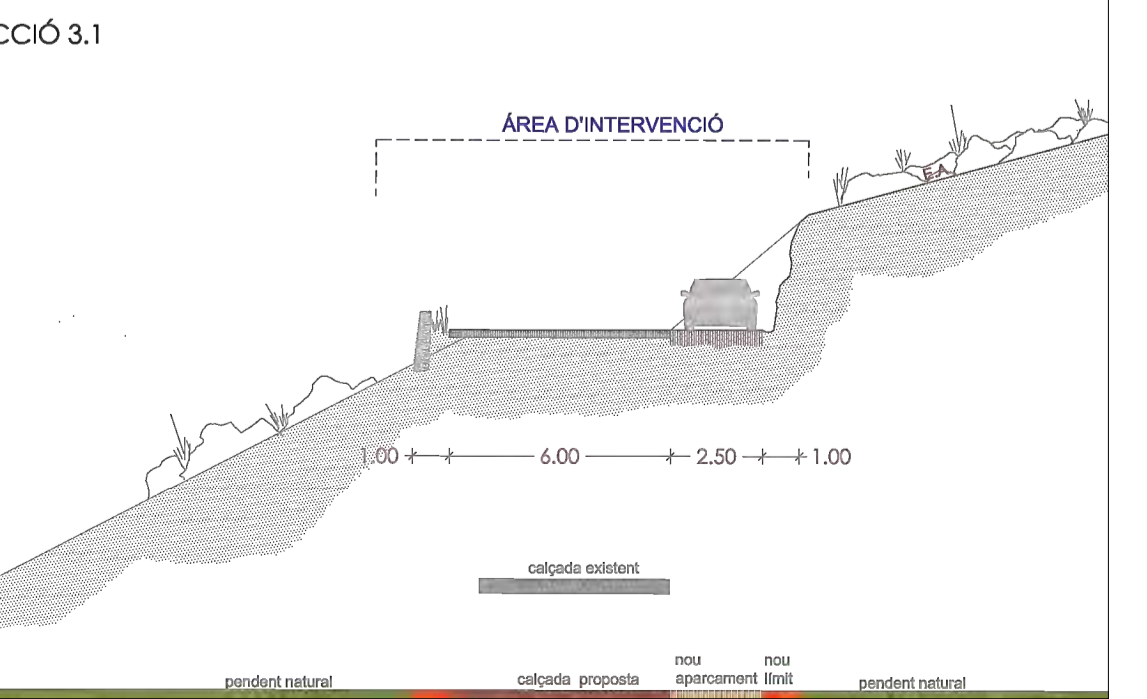 CCIÓ 3.1
ÁREA D'INTERVENCIÓ
E.A.
1.00 6.00 2.50 1.00
calçada existent
pendent natural
calçada proposta
nou aparcament
nou límit
pendent natural